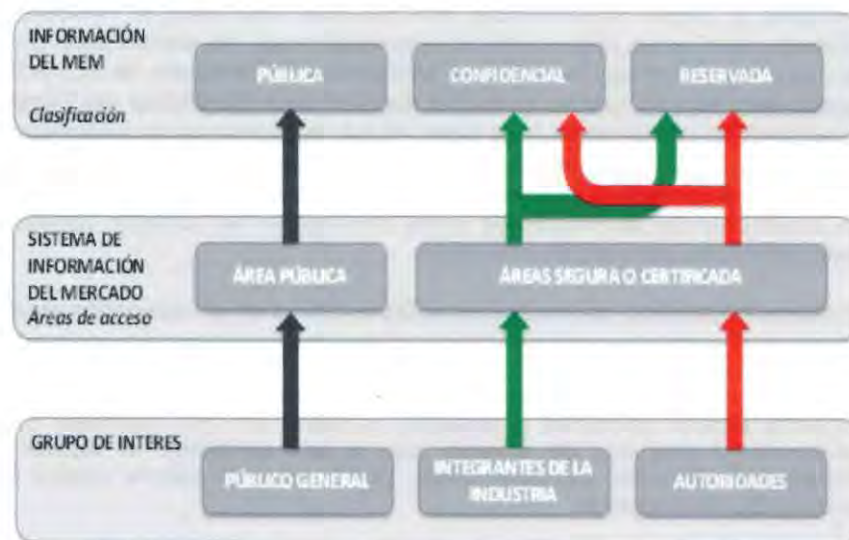 INFORMACIÓN
DEL MEM
Clasificación
PÚBLICA
CONFIDENCIAL
RESERVADA
SISTEMA DE
INFORMACIÓN
DEL MERCADO
Áreas de acceso
ÁREA PÚBLICA
ÁREAS SEGURA O CERTIFICADA
GRUPO DE INTERES
PÚBLICO GENERAL
INTEGRANTES DE LA
INDUSTRIA
AUTORIDADES